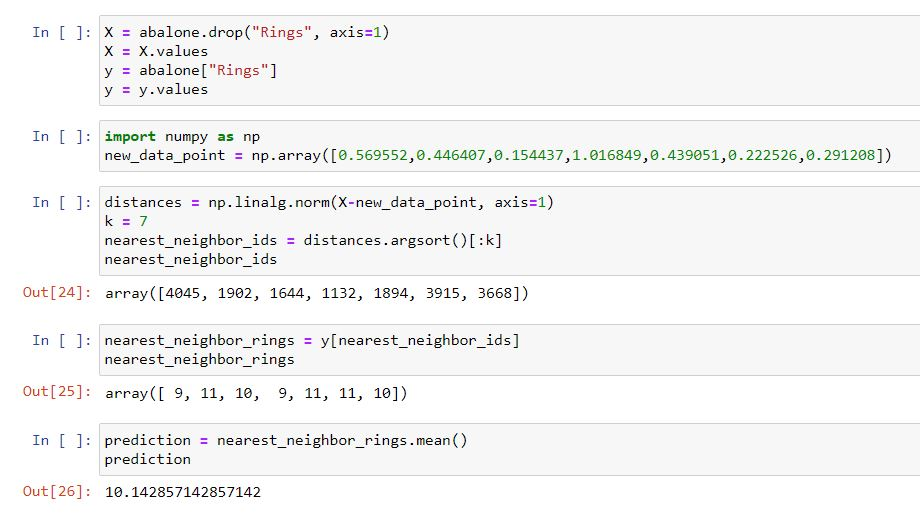 In [ ]: X = abalone.drop("Rings", axis=1)
X = X.values
y = abalone["Rings"]
y = y.values
In [ ]: import numpy as np
new_data_point = np.array([0.569552,0.446407,0.154437,1.016849,0.439051,0.222526,0.291208])
In [ ]: distances = np.linalg.norm(X-new_data_point, axis=1)
k = 7
nearest_neighbor_ids = distances.argsort()[:k]
nearest_neighbor_ids
Out[24]: array([4045, 1902, 1644, 1132, 1894, 3915, 3668])
In [ ]: nearest_neighbor_rings = y[nearest_neighbor_ids]
nearest_neighbor_rings
Out[25]: array([ 9, 11, 10,  9, 11, 11, 10])
In [ ]: prediction = nearest_neighbor_rings.mean()
prediction
Out[26]: 10.142857142857142